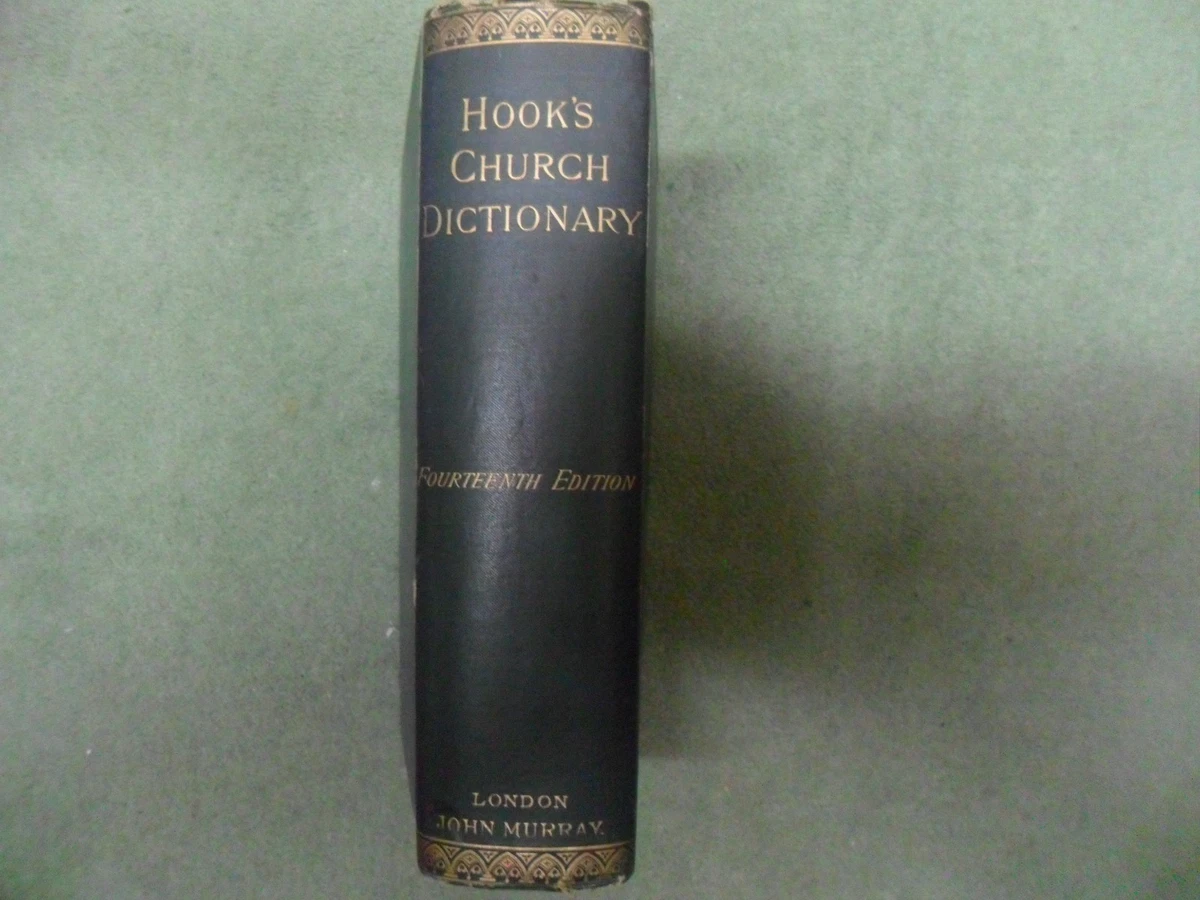 HOOK'S
CHURCH
DICTIONARY
FOURTEENTH EDITION
LONDON
JOHN MURRAY.